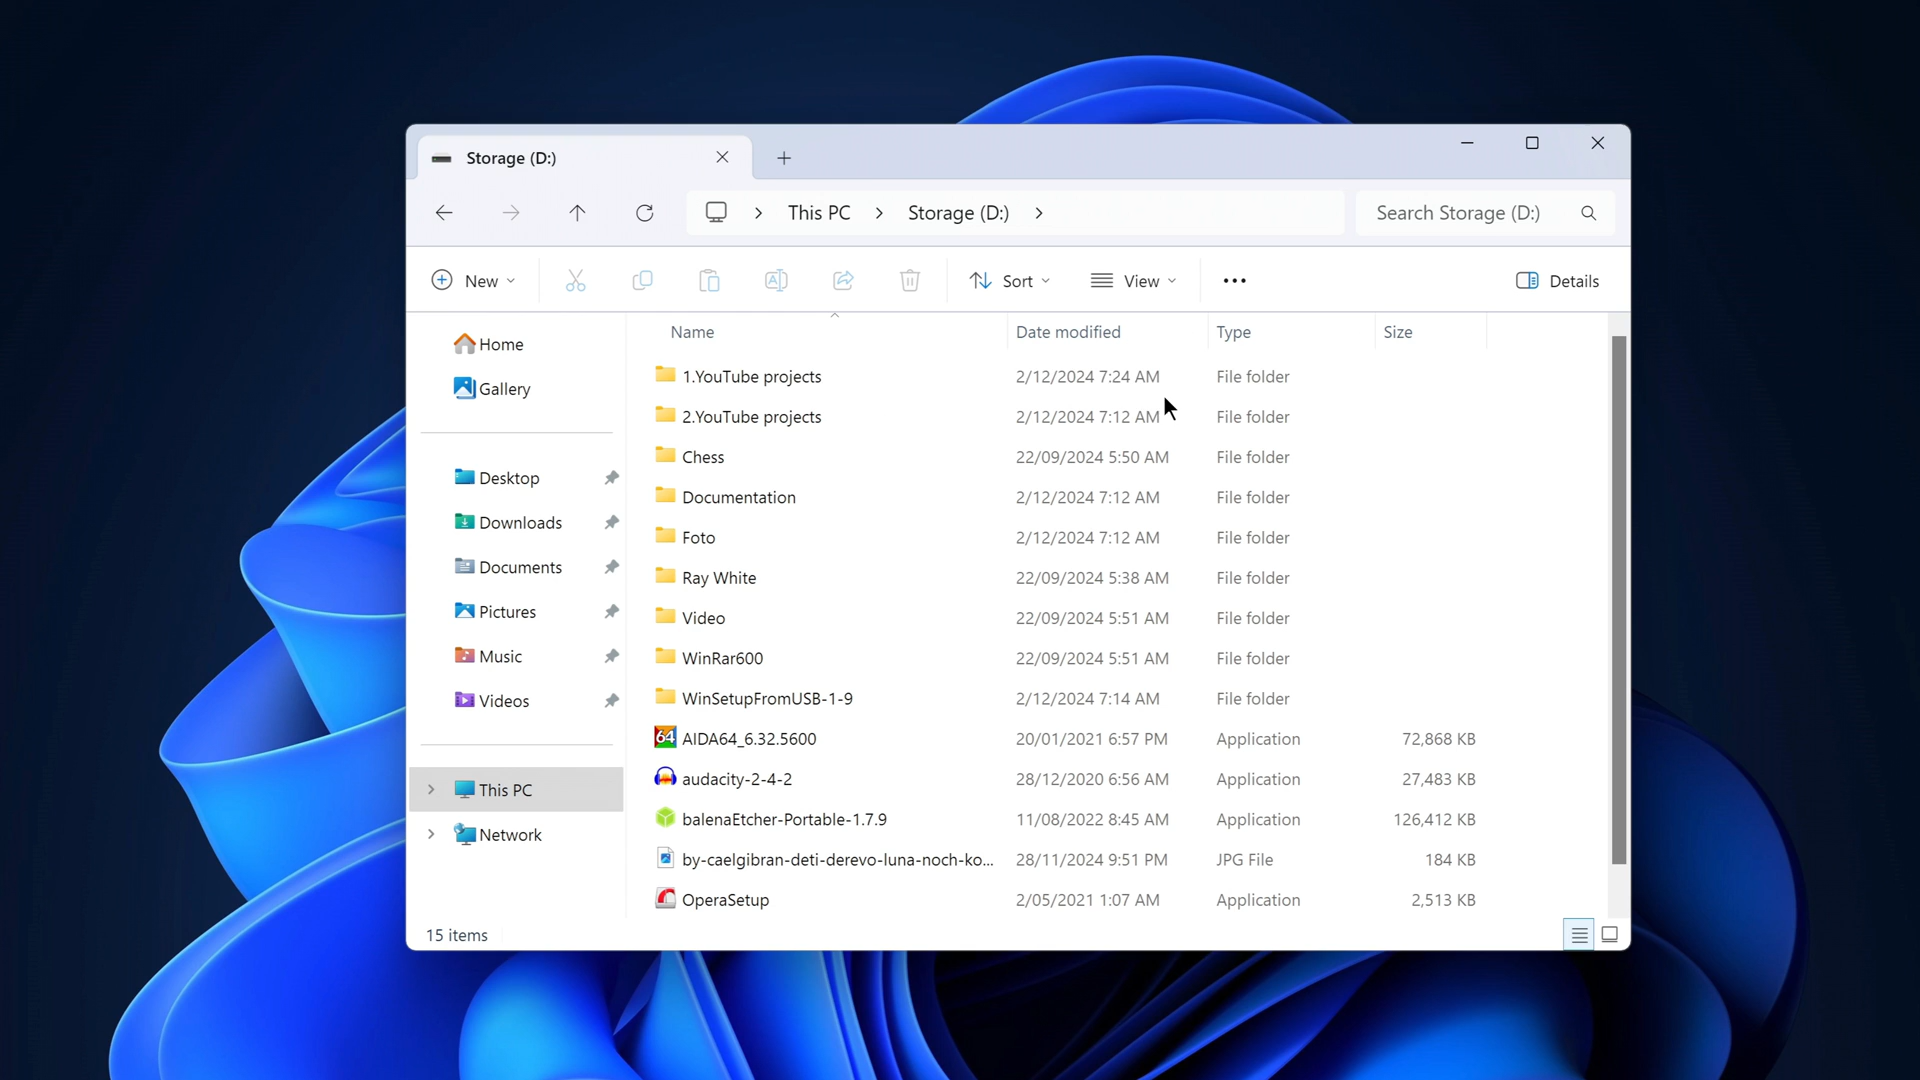 Storage (D:)
This PC Storage (D:) Search Storage (D:)
New Sort View ••• Details
Name Date modified Type Size
Home
Gallery
Desktop
Downloads
Documents
Pictures
Music
Videos
This PC
Network
1.YouTube projects 2/12/2024 7:24 AM File folder
2.YouTube projects 2/12/2024 7:12 AM File folder
Chess 22/09/2024 5:50 AM File folder
Documentation 2/12/2024 7:12 AM File folder
Foto 2/12/2024 7:12 AM File folder
Ray White 22/09/2024 5:38 AM File folder
Video 22/09/2024 5:51 AM File folder
WinRar600 22/09/2024 5:51 AM File folder
WinSetupFromUSB-1-9 2/12/2024 7:14 AM File folder
64 AIDA64_6.32.5600 20/01/2021 6:57 PM Application 72,868 KB
audacity-2-4-2 28/12/2020 6:56 AM Application 27,483 KB
balenaEtcher-Portable-1.7.9 11/08/2022 8:45 AM Application 126,412 KB
by-caelgibran-deti-derevo-luna-noch-ko... 28/11/2024 9:51 PM JPG File 184 KB
OperaSetup 2/05/2021 1:07 AM Application 2,513 KB
15 items